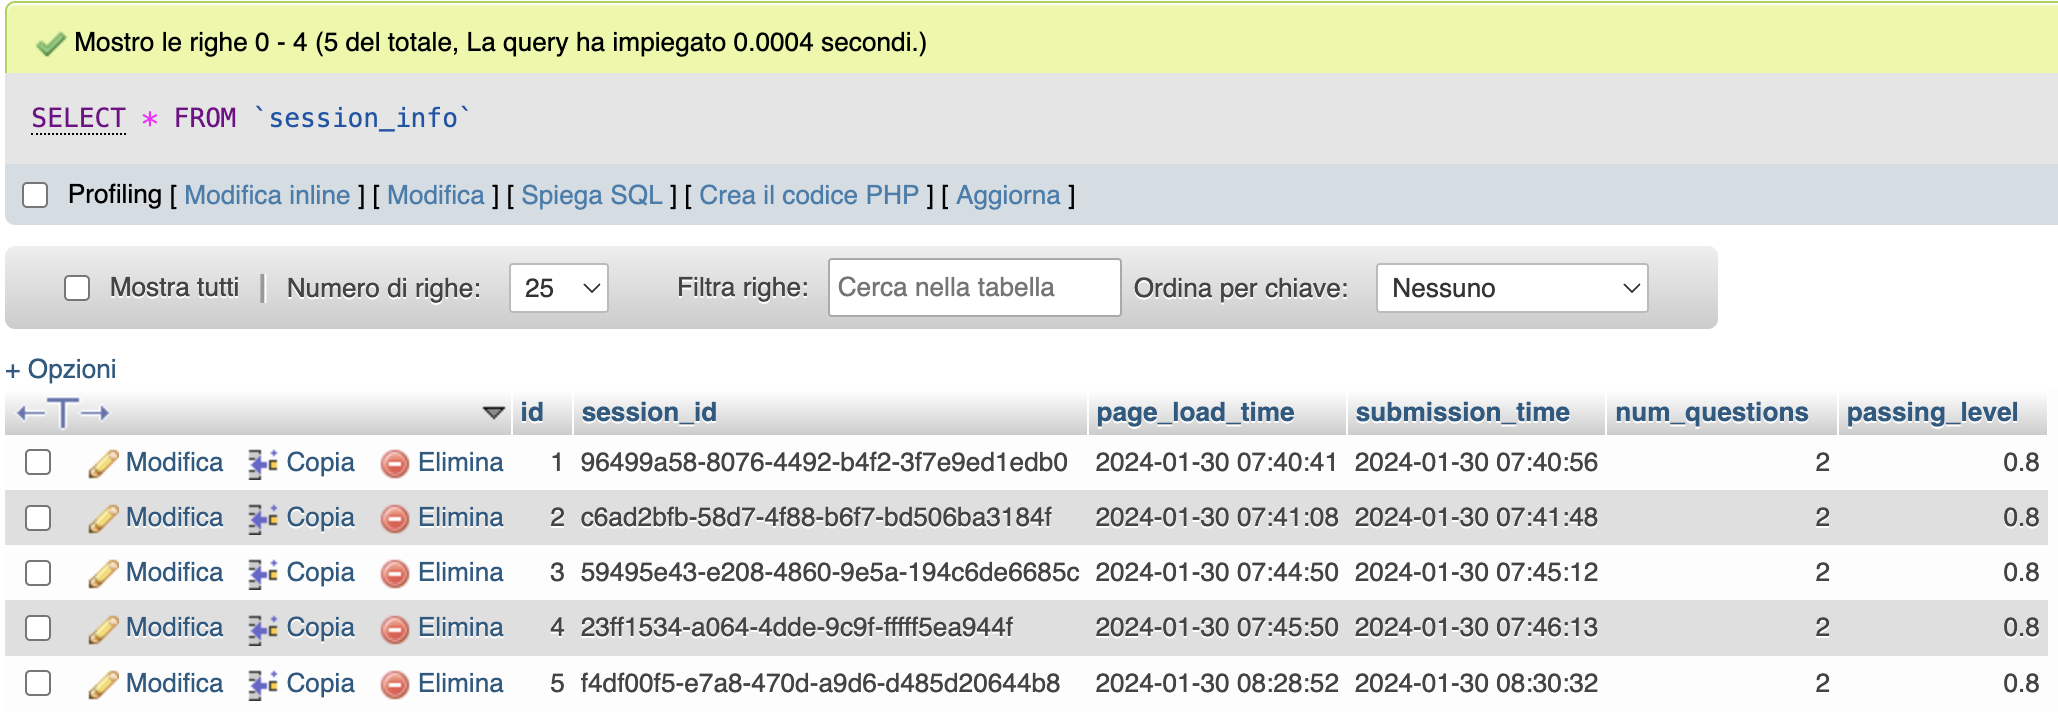 Mostro le righe 0 - 4 (5 del totale, La query ha impiegato 0.0004 secondi.)
SELECT * FROM `session_info`
Profiling [ Modifica inline ] [ Modifica ] [ Spiega SQL ] [ Crea il codice PHP ] [ Aggiorna ]
Mostra tutti | Numero di righe: 25 Filtra righe: Cerca nella tabella Ordina per chiave: Nessuno
+ Opzioni
←T→ id session_id page_load_time submission_time num_questions passing_level
Modifica Copia Elimina 1 96499a58-8076-4492-b4f2-3f7e9ed1edb0 2024-01-30 07:40:41 2024-01-30 07:40:56 2 0.8
Modifica Copia Elimina 2 c6ad2bfb-58d7-4f88-b6f7-bd506ba3184f 2024-01-30 07:41:08 2024-01-30 07:41:48 2 0.8
Modifica Copia Elimina 3 59495e43-e208-4860-9e5a-194c6de6685c 2024-01-30 07:44:50 2024-01-30 07:45:12 2 0.8
Modifica Copia Elimina 4 23ff1534-a064-4dde-9c9f-fffff5ea944f 2024-01-30 07:45:50 2024-01-30 07:46:13 2 0.8
Modifica Copia Elimina 5 f4df00f5-e7a8-470d-a9d6-d485d20644b8 2024-01-30 08:28:52 2024-01-30 08:30:32 2 0.8